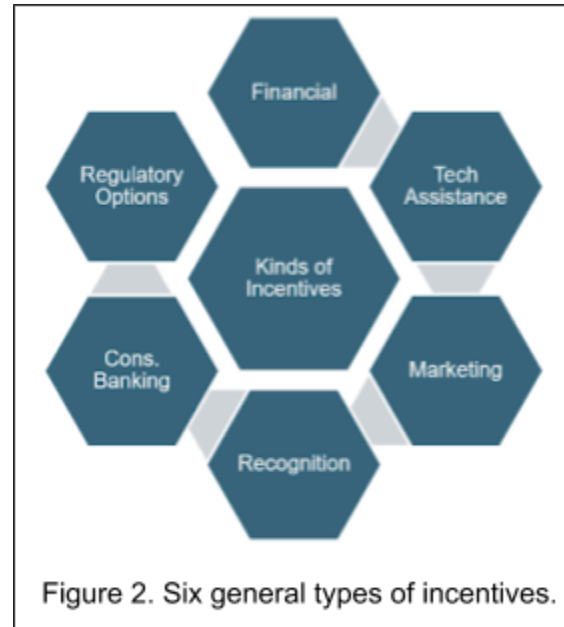 Financial
Tech
Assistance
Marketing
Recognition
Cons.
Banking
Regulatory
Options
Kinds of
Incentives
Figure 2. Six general types of incentives.